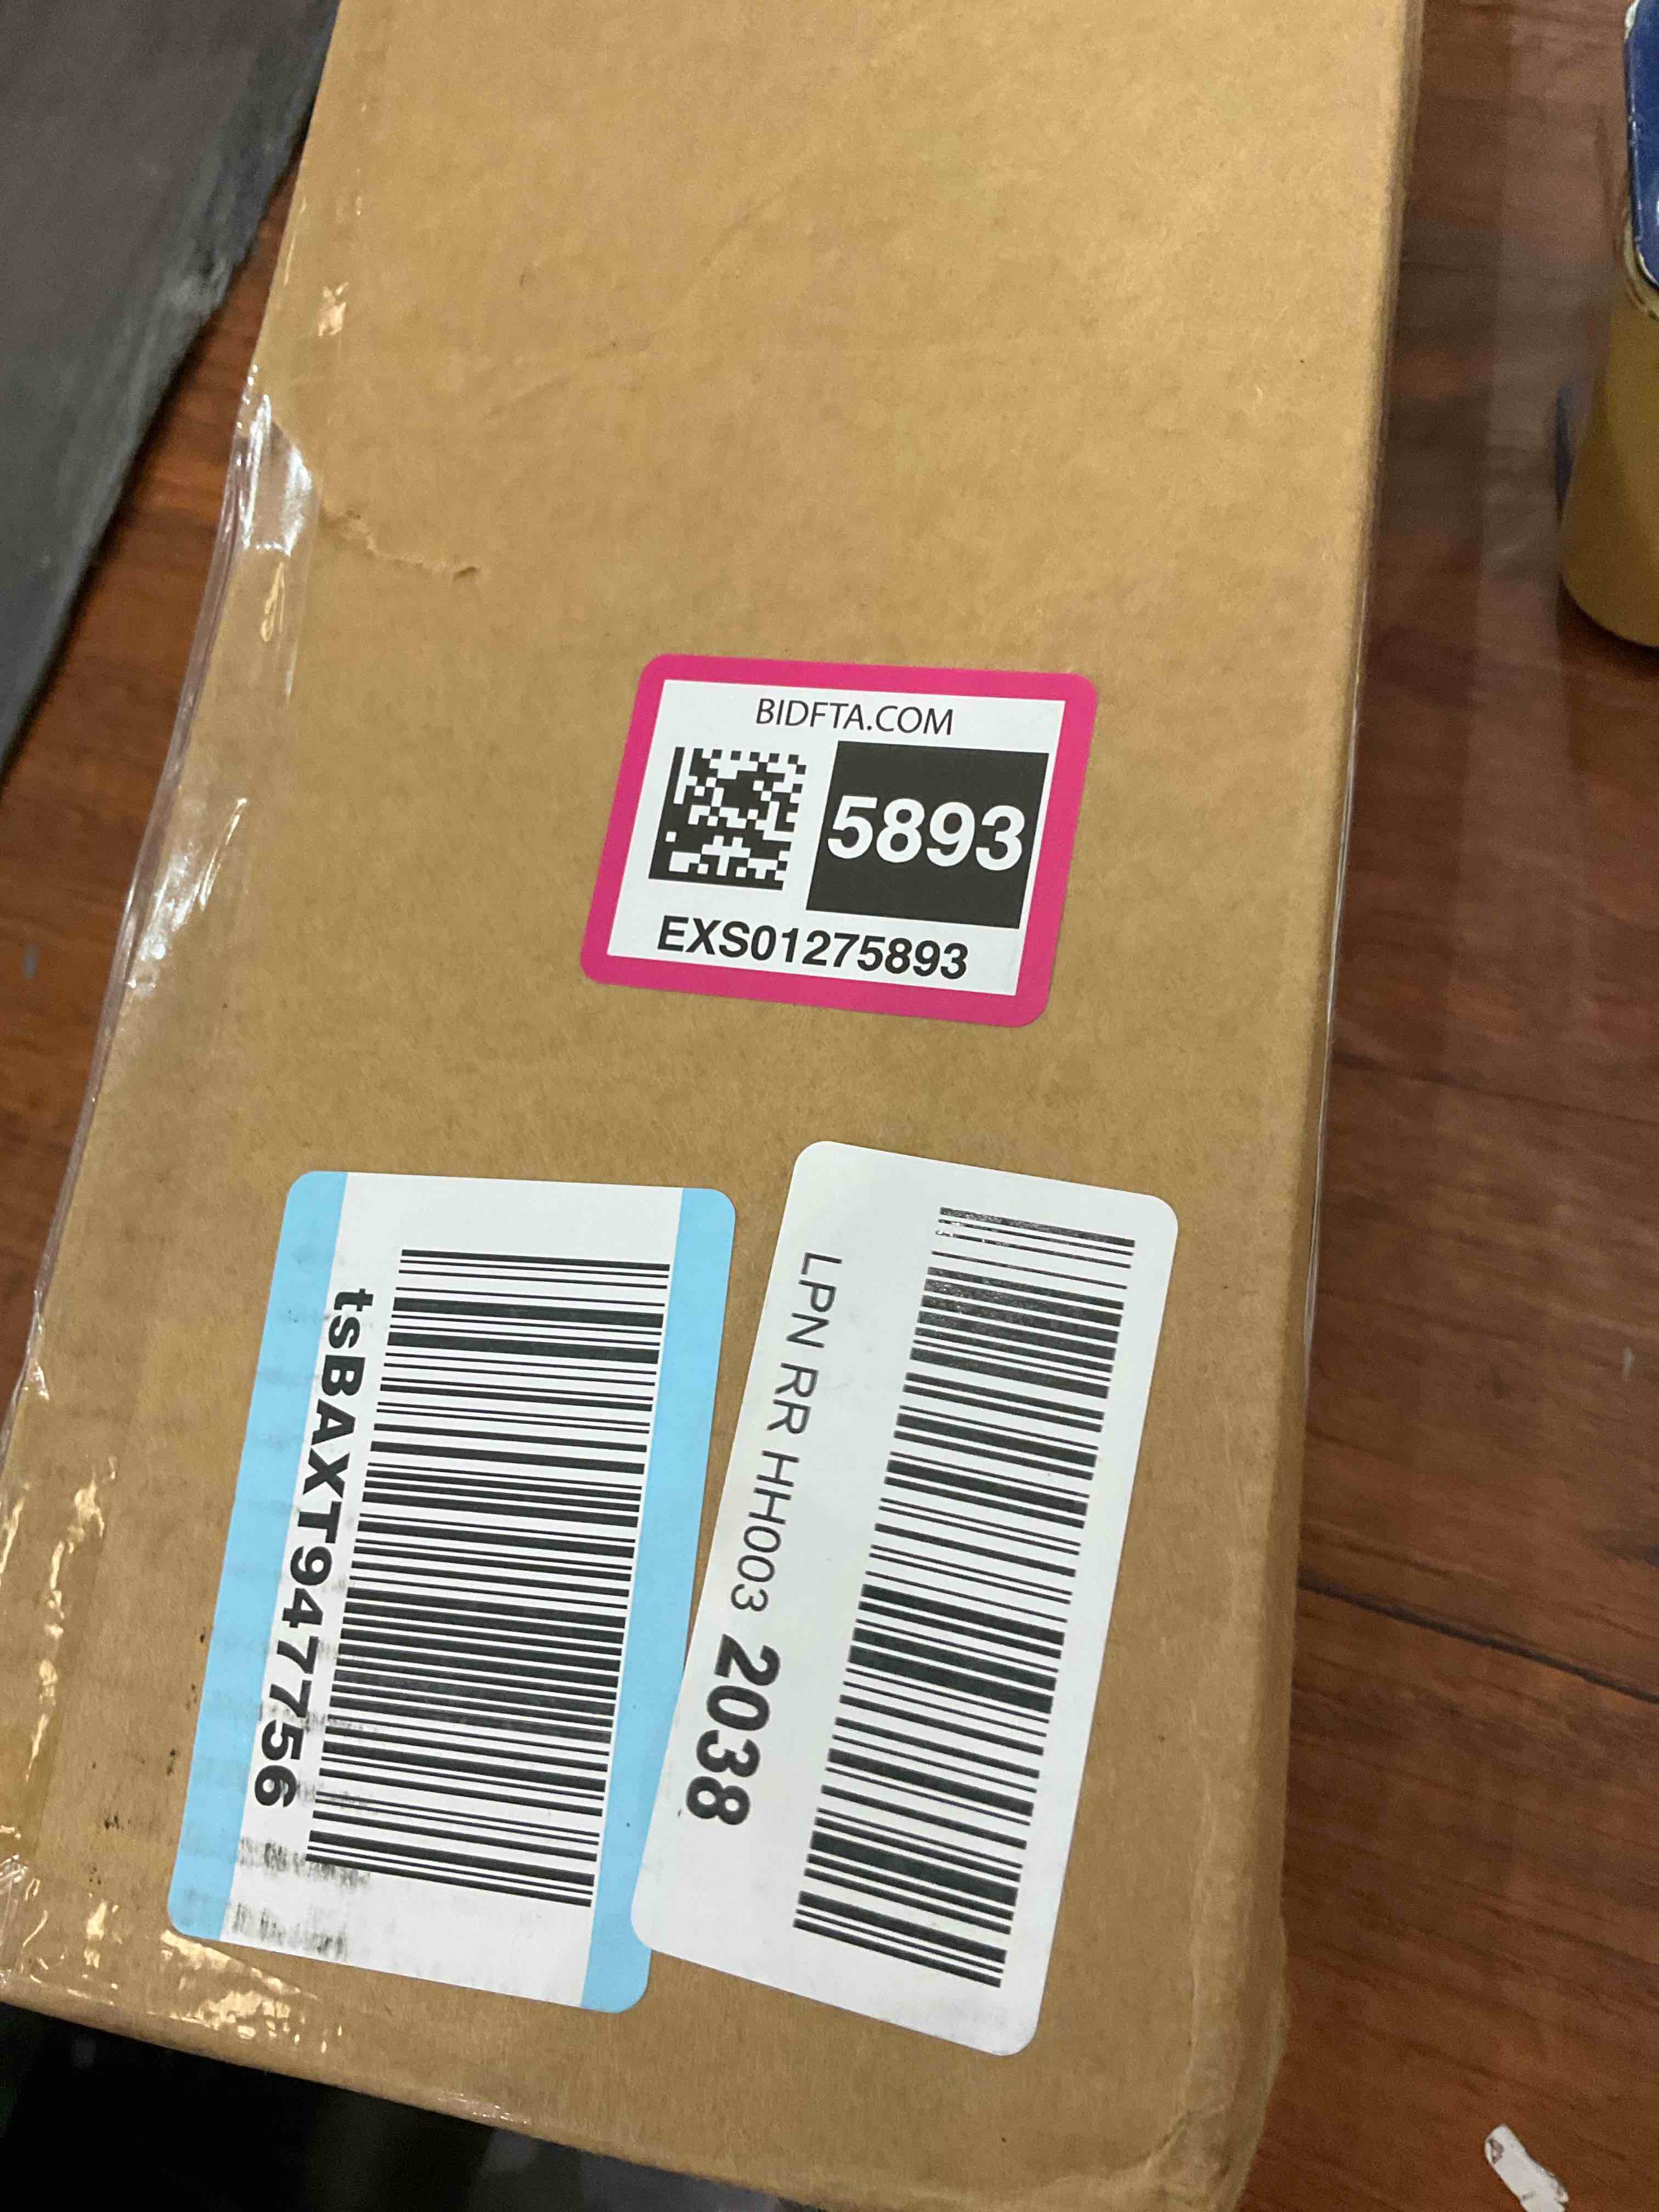 BIDFTA.COM
5893
EXS01275893
tsBAXT947756
LPN RR HH003 2038